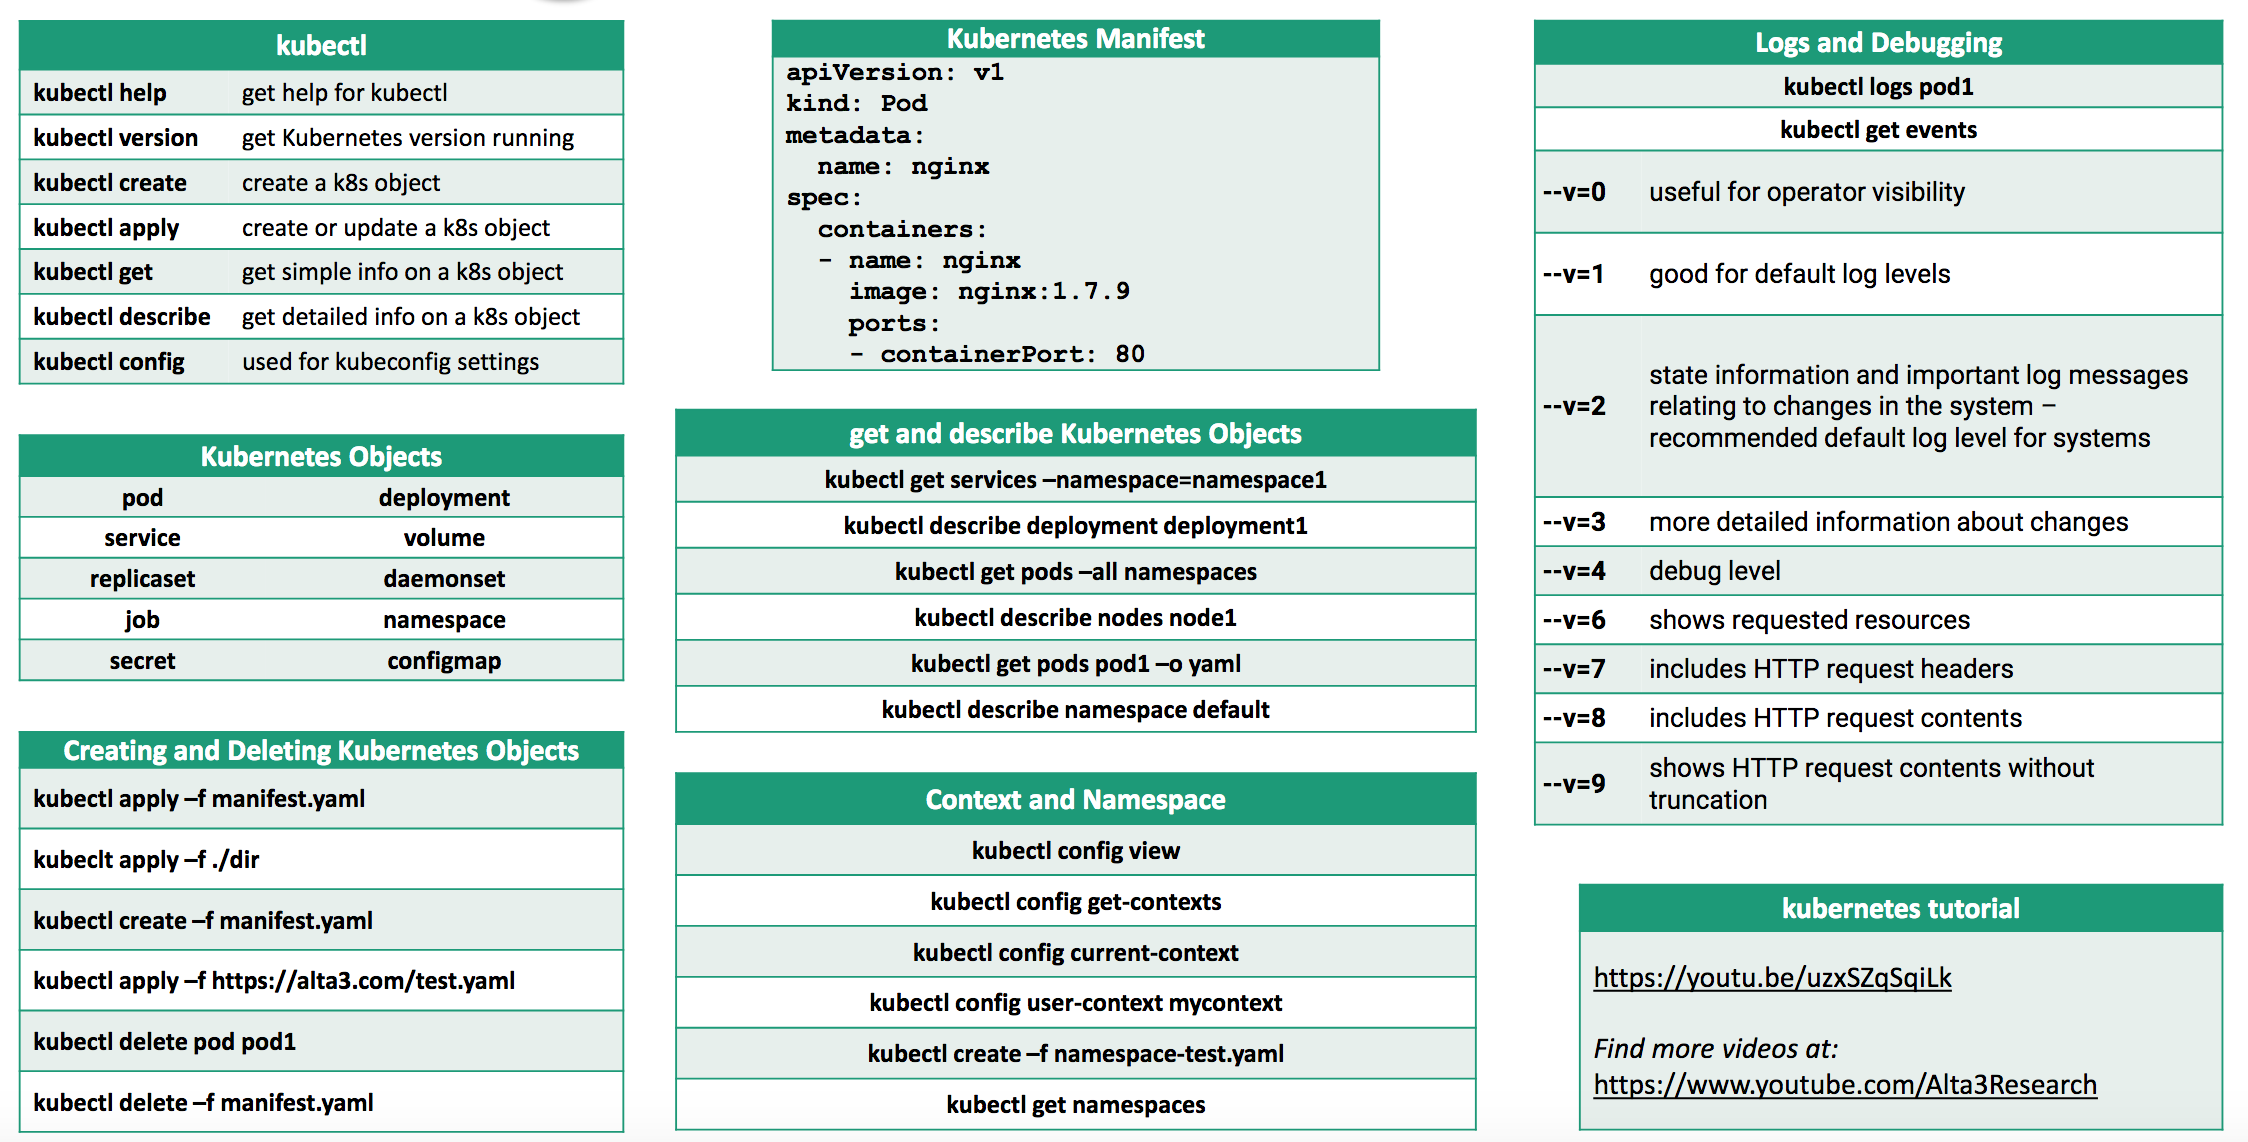 kubectl
kubectl help get help for kubectl
kubectl version get Kubernetes version running
kubectl create create a k8s object
kubectl apply create or update a k8s object
kubectl get get simple info on a k8s object
kubectl describe get detailed info on a k8s object
kubectl config used for kubeconfig settings
Kubernetes Objects
pod deployment
service volume
replicaset daemonset
job namespace
secret configmap
Creating and Deleting Kubernetes Objects
kubectl apply –f manifest.yaml
kubeclt apply –f ./dir
kubectl create –f manifest.yaml
kubectl apply –f https://alta3.com/test.yaml
kubectl delete pod pod1
kubectl delete –f manifest.yaml
Kubernetes Manifest
apiVersion: v1
kind: Pod
metadata:
  name: nginx
spec:
  containers:
  - name: nginx
    image: nginx:1.7.9
    ports:
    - containerPort: 80
get and describe Kubernetes Objects
kubectl get services –namespace=namespace1
kubectl describe deployment deployment1
kubectl get pods –all namespaces
kubectl describe nodes node1
kubectl get pods pod1 –o yaml
kubectl describe namespace default
Context and Namespace
kubectl config view
kubectl config get-contexts
kubectl config current-context
kubectl config user-context mycontext
kubectl create –f namespace-test.yaml
kubectl get namespaces
Logs and Debugging
kubectl logs pod1
kubectl get events
--v=0 useful for operator visibility
--v=1 good for default log levels
--v=2 state information and important log messages
relating to changes in the system –
recommended default log level for systems
--v=3 more detailed information about changes
--v=4 debug level
--v=6 shows requested resources
--v=7 includes HTTP request headers
--v=8 includes HTTP request contents
--v=9 shows HTTP request contents without
truncation
kubernetes tutorial
https://youtu.be/uzxSZqSqiLk
Find more videos at:
https://www.youtube.com/Alta3Research